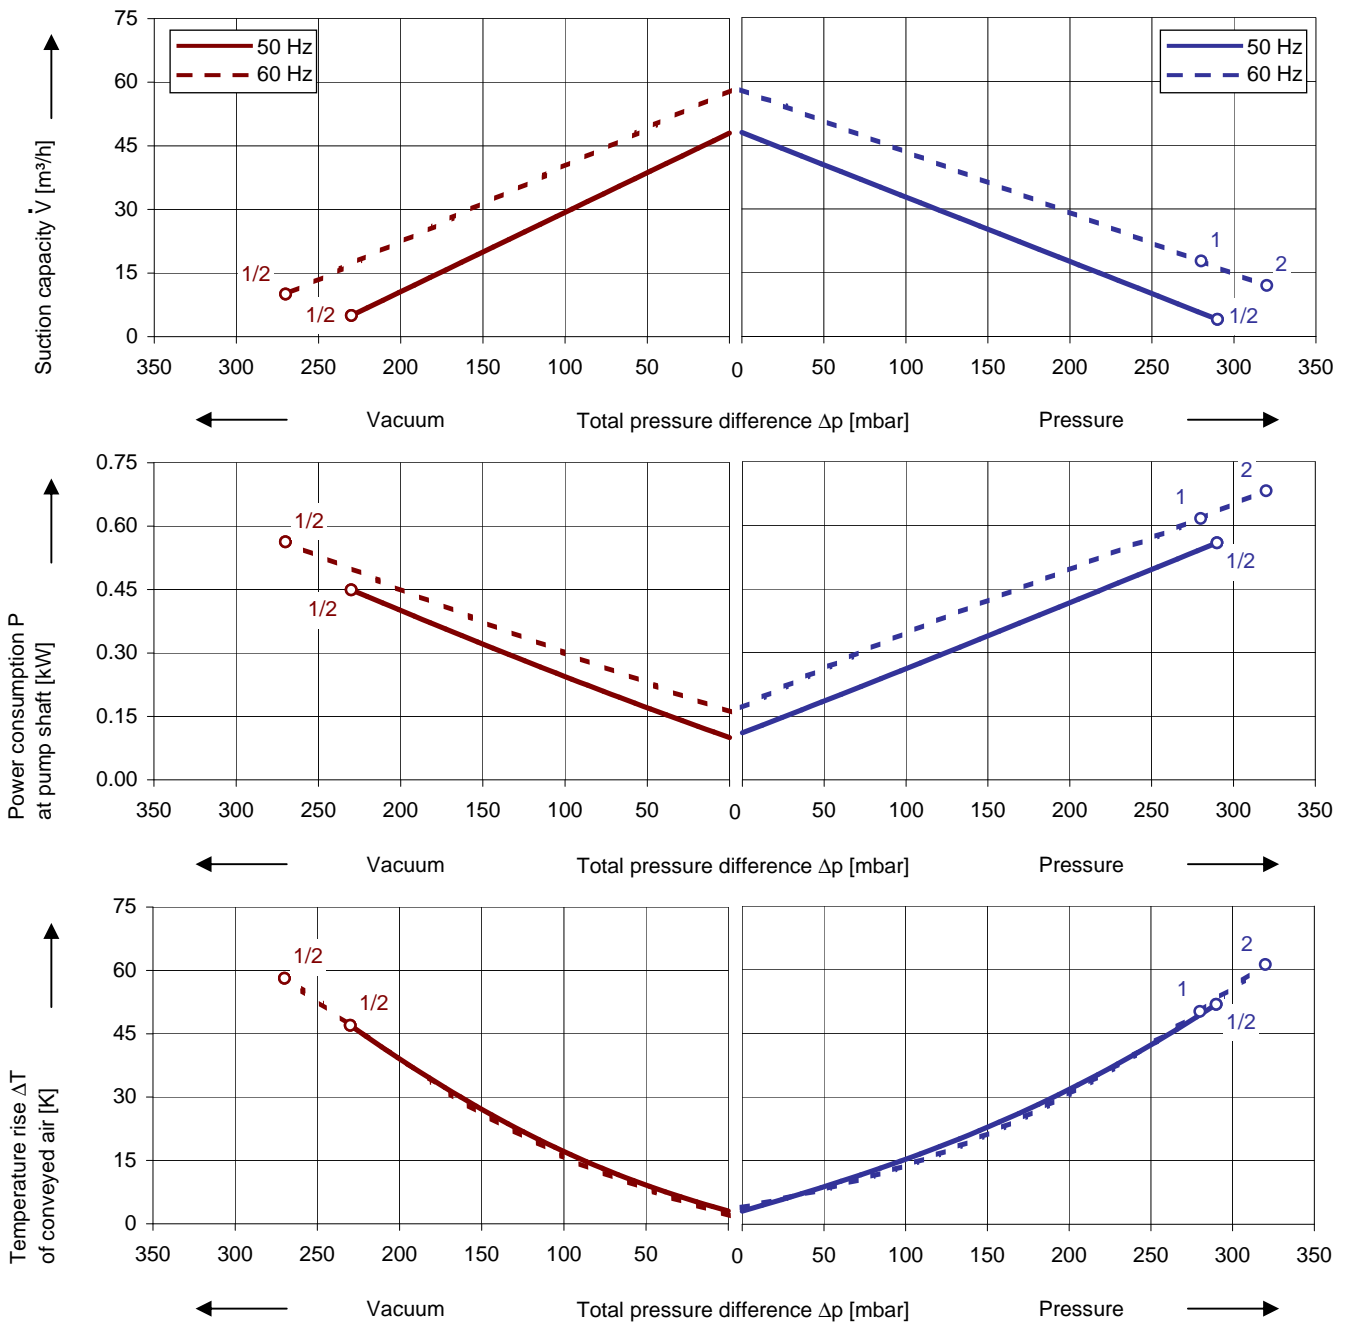 75
60
45
30
15
0
Suction capacity V̇ [m³/h]
50 Hz
60 Hz
50 Hz
60 Hz
1/2
1/2
1
2
1/2
350 300 250 200 150 100 50 0 50 100 150 200 250 300 350
Vacuum Total pressure difference Δp [mbar] Pressure
0.75
0.60
0.45
0.30
0.15
0.00
Power consumption P
at pump shaft [kW]
1/2
1/2
1
2
1/2
350 300 250 200 150 100 50 0 50 100 150 200 250 300 350
Vacuum Total pressure difference Δp [mbar] Pressure
75
60
45
30
15
0
Temperature rise ΔT
of conveyed air [K]
1/2
1/2
1
2
1/2
350 300 250 200 150 100 50 0 50 100 150 200 250 300 350
Vacuum Total pressure difference Δp [mbar] Pressure